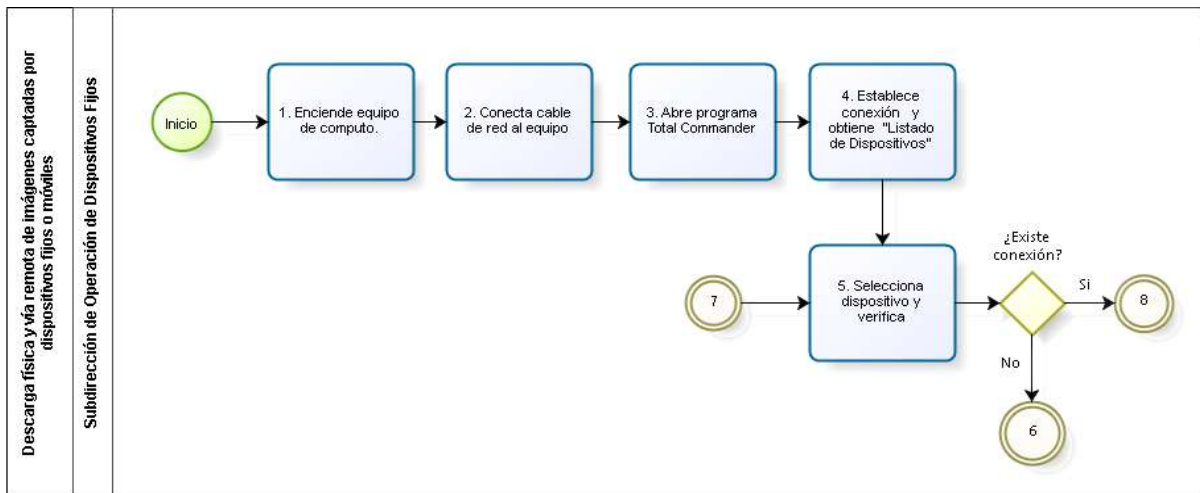 Descarga física y vía remota de imágenes captadas por
dispositivos fijos o móviles
Subdirección de Operación de Dispositivos Fijos
Inicio
1. Enciende equipo
de computo.
2. Conecta cable
de red al equipo
3. Abre programa
Total Commander
4. Establece
conexión y
obtiene "Listado
de Dispositivos"
7
5. Selecciona
dispositivo y
verifica
¿Existe
conexión?
Si
8
No
6